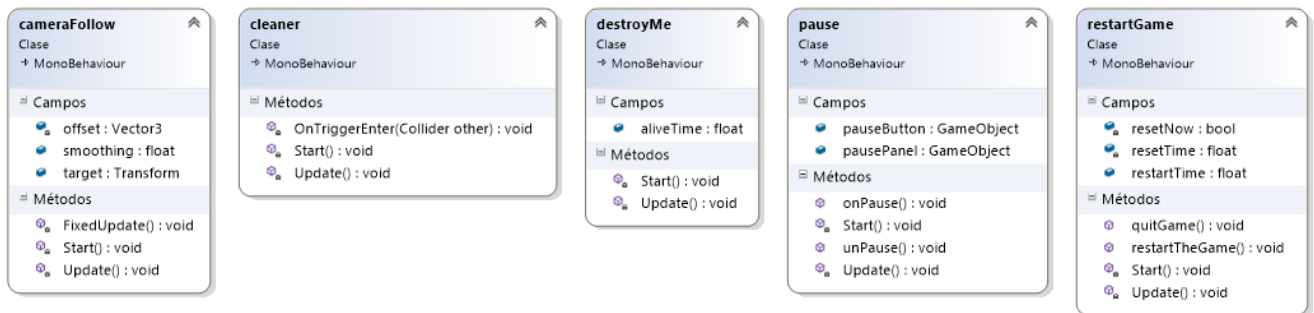 cameraFollow
Clase
MonoBehaviour
Campos
offset : Vector3
smoothing : float
target : Transform
Métodos
FixedUpdate() : void
Start() : void
Update() : void
cleaner
Clase
MonoBehaviour
Métodos
OnTriggerEnter(Collider other) : void
Start() : void
Update() : void
destroyMe
Clase
MonoBehaviour
Campos
aliveTime : float
Métodos
Start() : void
Update() : void
pause
Clase
MonoBehaviour
Campos
pauseButton : GameObject
pausePanel : GameObject
Métodos
onPause() : void
Start() : void
unPause() : void
Update() : void
restartGame
Clase
MonoBehaviour
Campos
resetNow : bool
resetTime : float
restartTime : float
Métodos
quitGame() : void
restartTheGame() : void
Start() : void
Update() : void